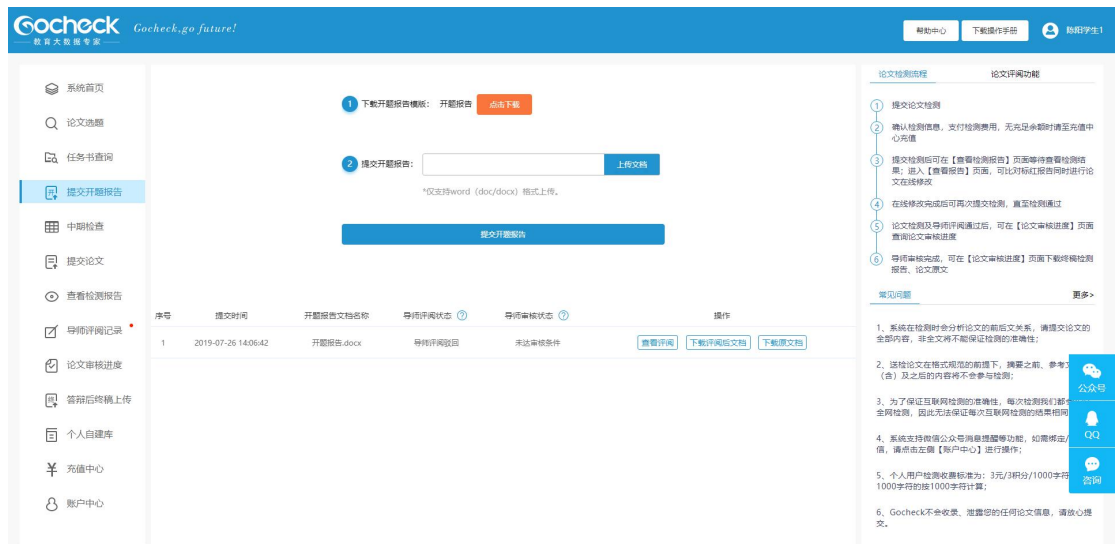 Gocheck
教育大数据专家
Gocheck,go future!
帮助中心
下载操作手册
陈阳学生1
系统首页
论文选题
任务书查询
提交开题报告
中期检查
提交论文
查看检测报告
导师评阅记录
论文审核进度
答辩后终稿上传
个人自建库
充值中心
账户中心
1 下载开题报告模版： 开题报告 点击下载
2 提交开题报告： 上传文档
*仅支持word（doc/docx）格式上传。
提交开题报告
序号 提交时间 开题报告文档名称 导师评阅状态 ? 导师审核状态 ? 操作
1 2019-07-26 14:06:42 开题报告.docx 导师评阅驳回 未达审核条件 查看评阅 下载评阅后文档 下载原文档
论文检测流程 论文评阅功能
1 提交论文检测
2 确认检测信息，支付检测费用，无充足余额时请至充值中
心充值
3 提交检测后可在【查看检测报告】页面等待查看检测结
果；进入【查看报告】页面，可比对标红报告同时进行论
文在线修改
4 在线修改完成后可再次提交检测，直至检测通过
5 论文检测及导师评阅通过后，可在【论文审核进度】页面
查询论文审核进度
6 导师审核完成，可在【论文审核进度】页面下载终稿检测
报告、论文原文
常见问题 更多>
1、系统在检测时会分析论文的前后文关系，请提交论文的
全部内容，非全文将不能保证检测的准确性；
2、送检论文在格式规范的前提下，摘要之前、参考
（含）及之后的内容将不会参与检测；
3、为了保证互联网检测的准确性，每次检测我们都
全网检测，因此无法保证每次互联网检测的结果相同
4、系统支持微信公众号消息提醒等功能，如需绑定/
信，请点击左侧【账户中心】进行操作；
5、个人用户检测收费标准为：3元/3积分/1000字符
1000字符的按1000字符计算；
6、Gocheck不会收录、泄露您的任何论文信息，请放心提
交。
公众号
QQ
咨询